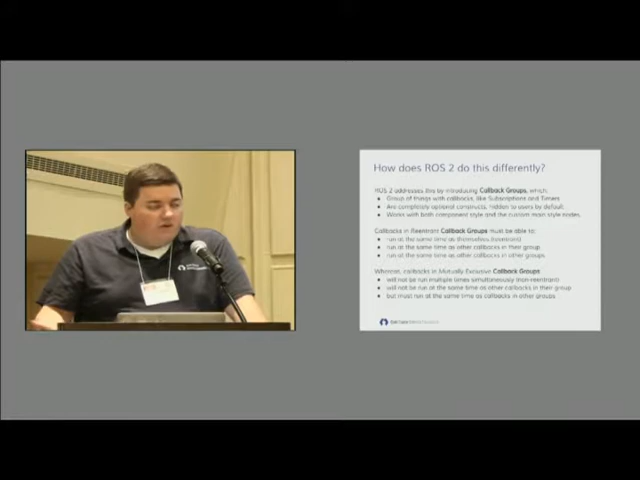 How does ROS 2 do this differently?
ROS 2 addresses this by introducing Callback Groups, which:
• Group of things with callbacks, like Subscriptions and Timers
• Are completely optional constructs, hidden to users by default
• Works with both component style and the custom main style nodes
Callbacks in Reentrant Callback Groups must be able to:
• run at the same time as themselves (reentrant)
• run at the same time as other callbacks in their group
• run at the same time as other callbacks in other groups
Whereas, callbacks in Mutually Exclusive Callback Groups
• will not be run multiple times simultaneously (non-reentrant)
• will not be run at the same time as other callbacks in their group
• but must run at the same time as callbacks in other groups